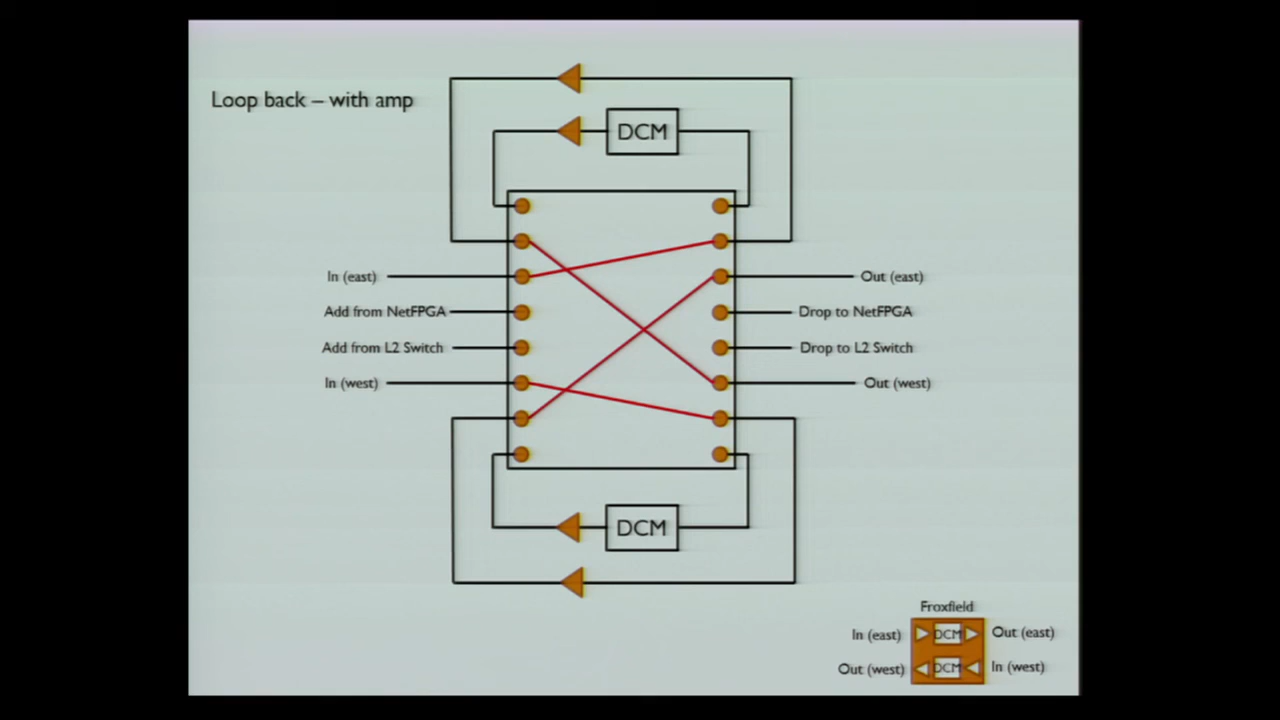 Loop back – with amp
DCM
In (east)
Out (east)
Add from NetFPGA
Drop to NetFPGA
Add from L2 Switch
Drop to L2 Switch
In (west)
Out (west)
DCM
Froxfield
In (east)
DCM
Out (east)
Out (west)
DCM
In (west)